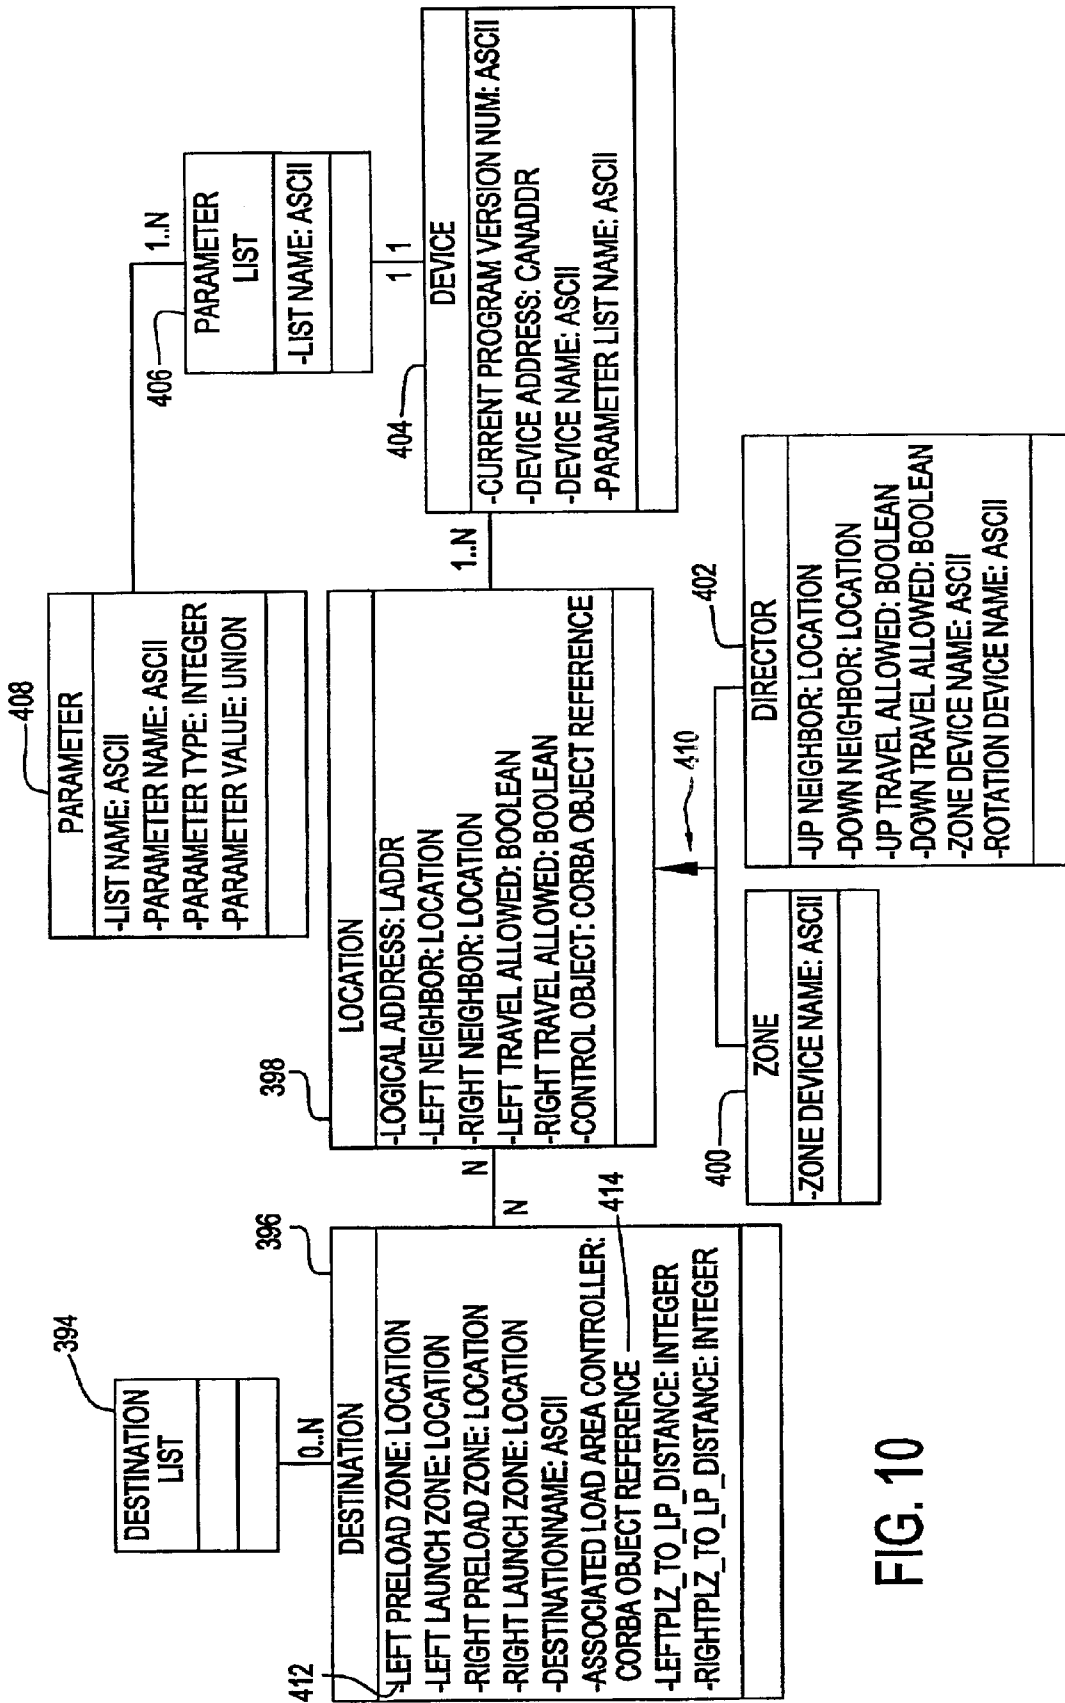 394
DESTINATION
LIST
0..N
396
DESTINATION
412
-LEFT PRELOAD ZONE: LOCATION
-LEFT LAUNCH ZONE: LOCATION
-RIGHT PRELOAD ZONE: LOCATION
-RIGHT LAUNCH ZONE: LOCATION
-DESTINATIONNAME: ASCII
-ASSOCIATED LOAD AREA CONTROLLER:
CORBA OBJECT REFERENCE
414
-LEFTPLZ_TO_LP_DISTANCE: INTEGER
-RIGHTPLZ_TO_LP_DISTANCE: INTEGER
N
N
398
LOCATION
-LOGICAL ADDRESS: LADDR
-LEFT NEIGHBOR: LOCATION
-RIGHT NEIGHBOR: LOCATION
-LEFT TRAVEL ALLOWED: BOOLEAN
-RIGHT TRAVEL ALLOWED: BOOLEAN
-CONTROL OBJECT: CORBA OBJECT REFERENCE
408
PARAMETER
-LIST NAME: ASCII
-PARAMETER NAME: ASCII
-PARAMETER TYPE: INTEGER
-PARAMETER VALUE: UNION
1..N
406
PARAMETER
LIST
-LIST NAME: ASCII
1
1
404
DEVICE
-CURRENT PROGRAM VERSION NUM: ASCII
-DEVICE ADDRESS: CANADDR
-DEVICE NAME: ASCII
-PARAMETER LIST NAME: ASCII
1..N
410
400
ZONE
-ZONE DEVICE NAME: ASCII
402
DIRECTOR
-UP NEIGHBOR: LOCATION
-DOWN NEIGHBOR: LOCATION
-UP TRAVEL ALLOWED: BOOLEAN
-DOWN TRAVEL ALLOWED: BOOLEAN
-ZONE DEVICE NAME: ASCII
-ROTATION DEVICE NAME: ASCII
FIG. 10